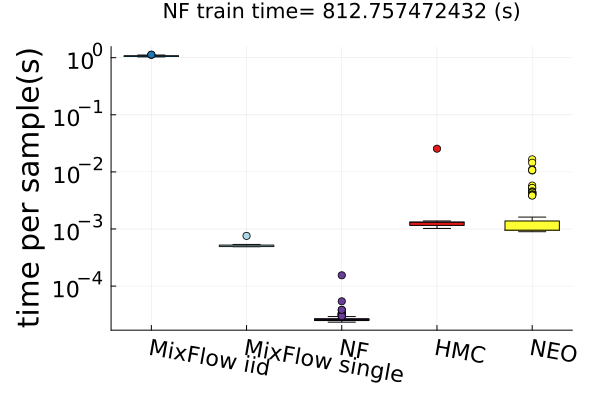 NF train time= 812.757472432 (s)
time per sample(s)
10^0
10^-1
10^-2
10^-3
10^-4
MixFlow iid
MixFlow single
NF
HMC
NEO